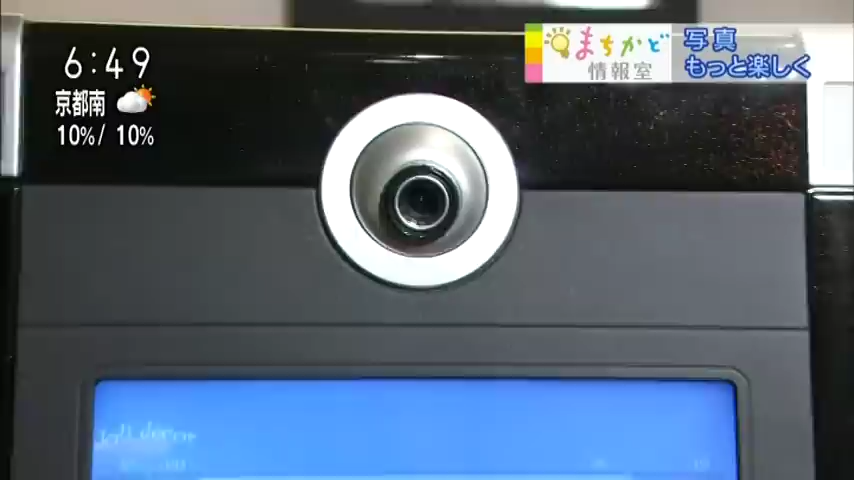 6:49
京都南
10%/ 10%
まちかど
情報室
写真
もっと楽しく